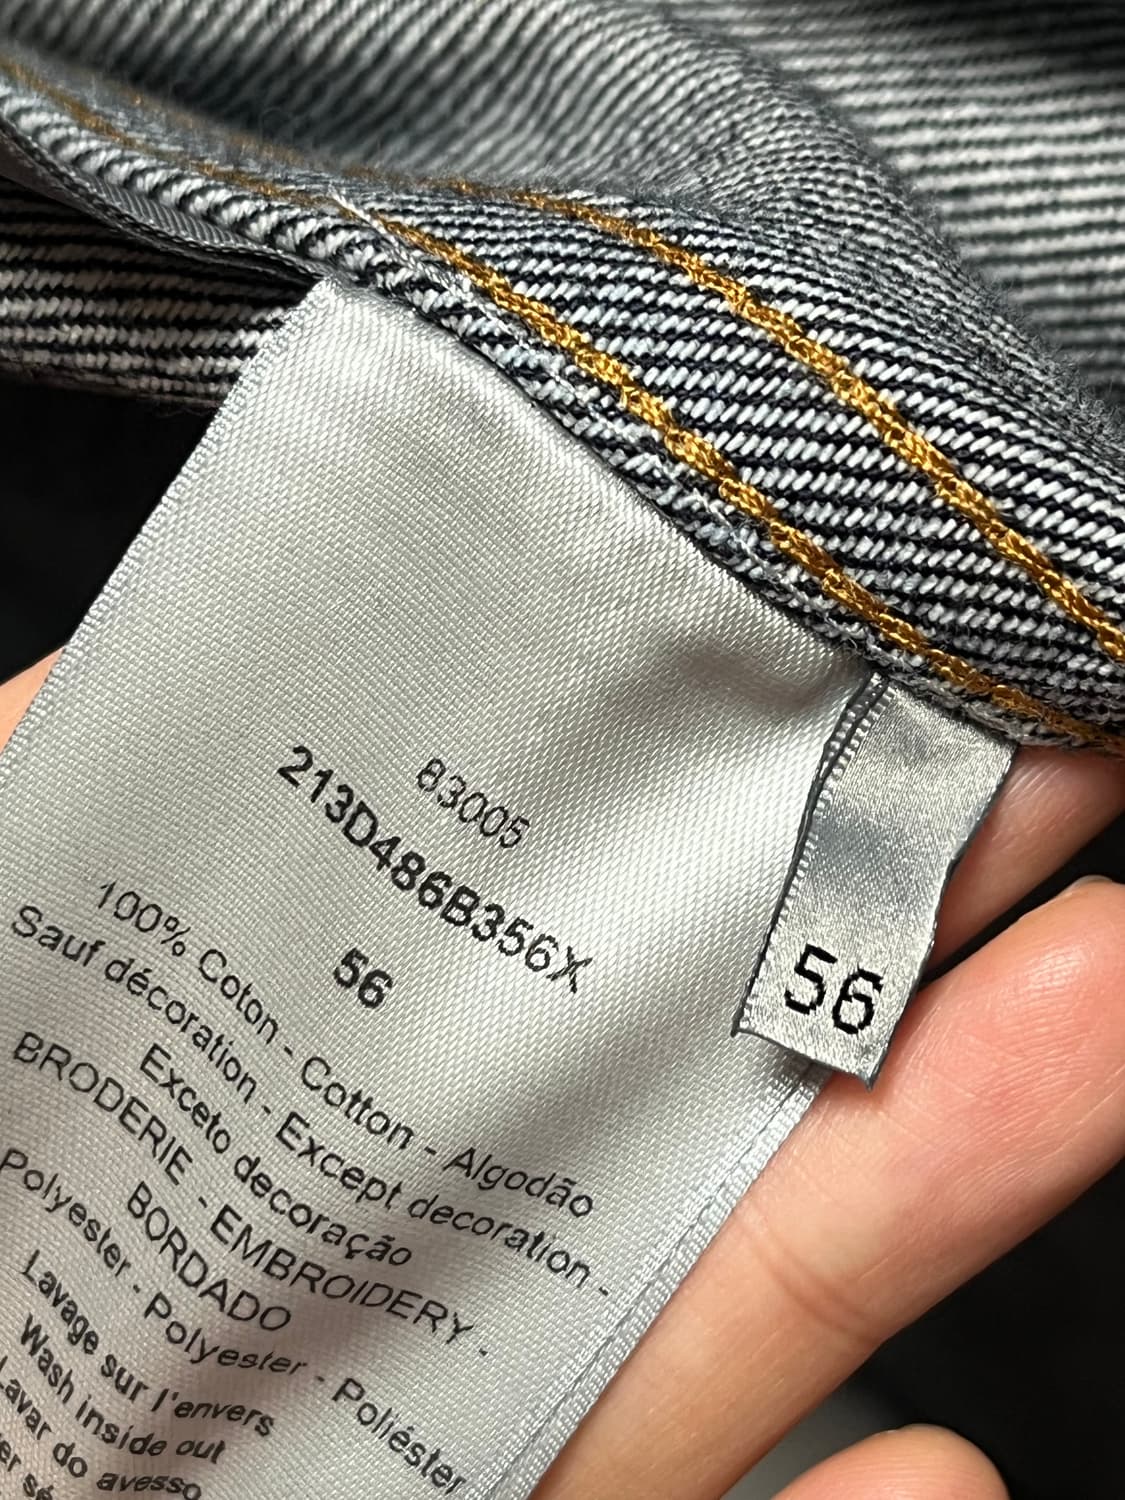 83005
213D486B356X
56
100% Coton - Cotton - Algodão
Sauf décoration - Except decoration -
Exceto decoração
BRODERIE - EMBROIDERY -
BORDADO
Polyester - Polyester - Poliéster
Lavage sur l'envers
Wash inside out
Lavar do avesso
56